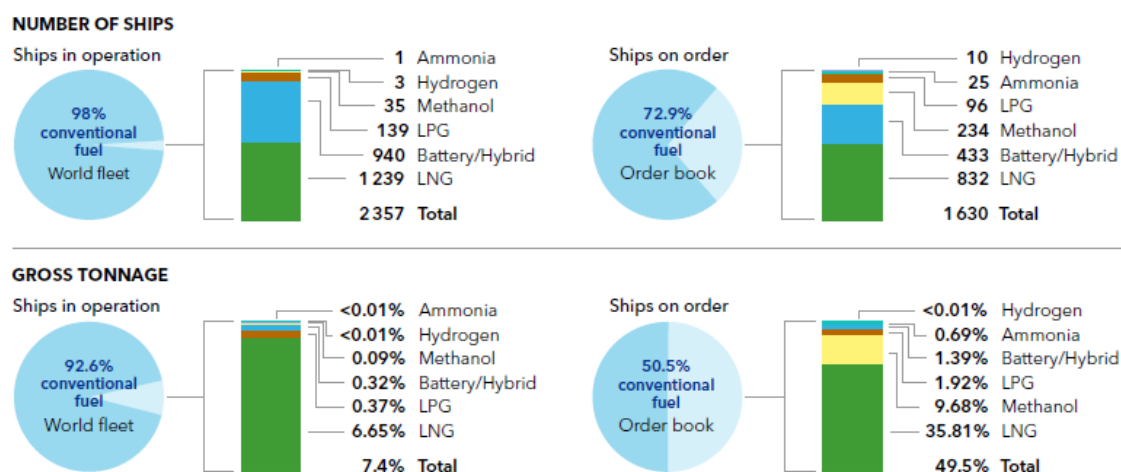 NUMBER OF SHIPS
Ships in operation
98%
conventional
fuel
World fleet
1 Ammonia
3 Hydrogen
35 Methanol
139 LPG
940 Battery/Hybrid
1 239 LNG
2 357 Total
Ships on order
72.9%
conventional
fuel
Order book
10 Hydrogen
25 Ammonia
96 LPG
234 Methanol
433 Battery/Hybrid
832 LNG
1 630 Total
GROSS TONNAGE
Ships in operation
92.6%
conventional
fuel
World fleet
<0.01% Ammonia
<0.01% Hydrogen
0.09% Methanol
0.32% Battery/Hybrid
0.37% LPG
6.65% LNG
7.4% Total
Ships on order
50.5%
conventional
fuel
Order book
<0.01% Hydrogen
0.69% Ammonia
1.39% Battery/Hybrid
1.92% LPG
9.68% Methanol
35.81% LNG
49.5% Total